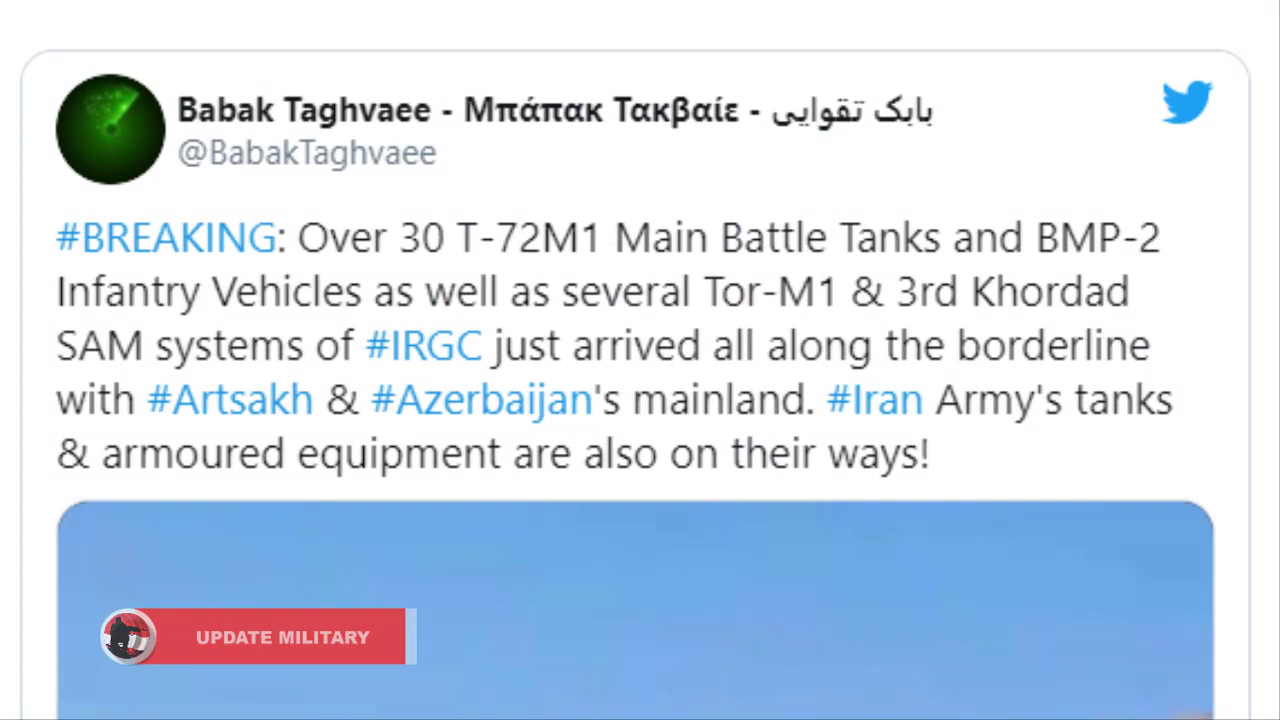 Babak Taghvaee - Μπάπακ Τακβαίε - بابک تقوایی
@BabakTaghvaee
#BREAKING: Over 30 T-72M1 Main Battle Tanks and BMP-2
Infantry Vehicles as well as several Tor-M1 & 3rd Khordad
SAM systems of #IRGC just arrived all along the borderline
with #Artsakh & #Azerbaijan's mainland. #Iran Army's tanks
& armoured equipment are also on their ways!
UPDATE MILITARY